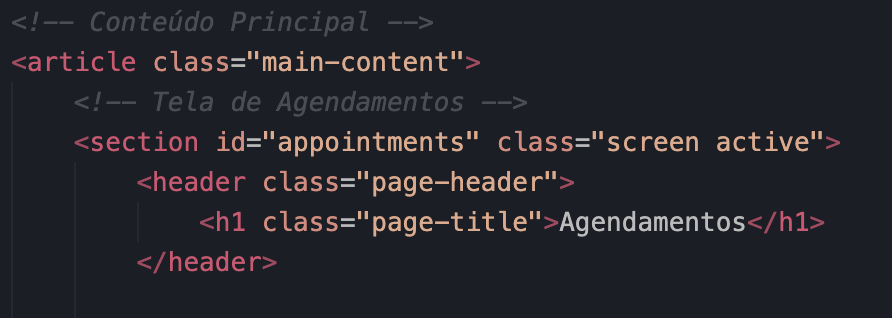 <!-- Conteúdo Principal -->
<article class="main-content">
<!-- Tela de Agendamentos -->
<section id="appointments" class="screen active">
<header class="page-header">
<h1 class="page-title">Agendamentos</h1>
</header>